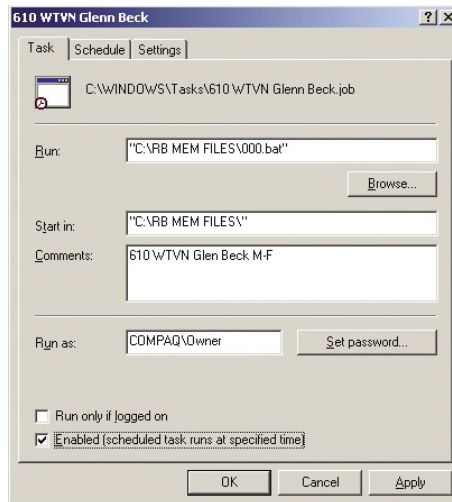 610 WTVN Glenn Beck
Task Schedule Settings
C:\WINDOWS\Tasks\610 WTVN Glenn Beck.job
Run: "C:\RB MEM FILES\000.bat"
Browse...
Start in: "C:\RB MEM FILES\"
Comments: 610 WTVN Glen Beck M-F
Run as: COMPAQ\Owner Set password...
Run only if logged on
Enabled (scheduled task runs at specified time)
OK Cancel Apply